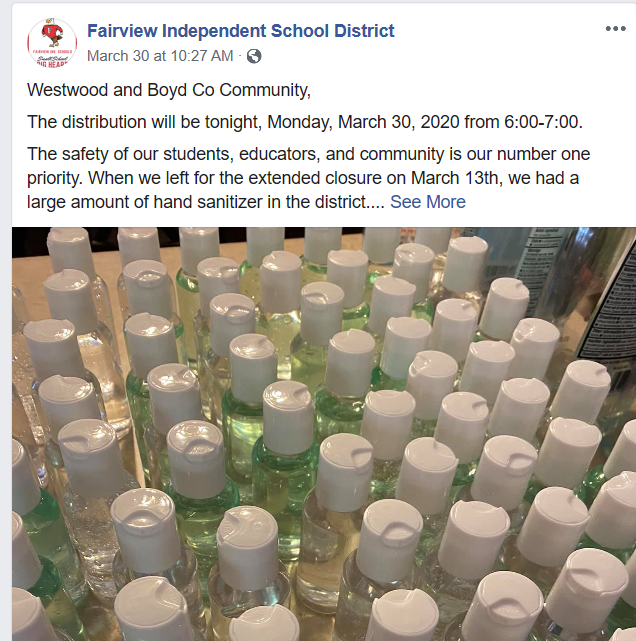 Fairview Independent School District
March 30 at 10:27 AM ·
Westwood and Boyd Co Community,
The distribution will be tonight, Monday, March 30, 2020 from 6:00-7:00.
The safety of our students, educators, and community is our number one
priority. When we left for the extended closure on March 13th, we had a
large amount of hand sanitizer in the district.... See More